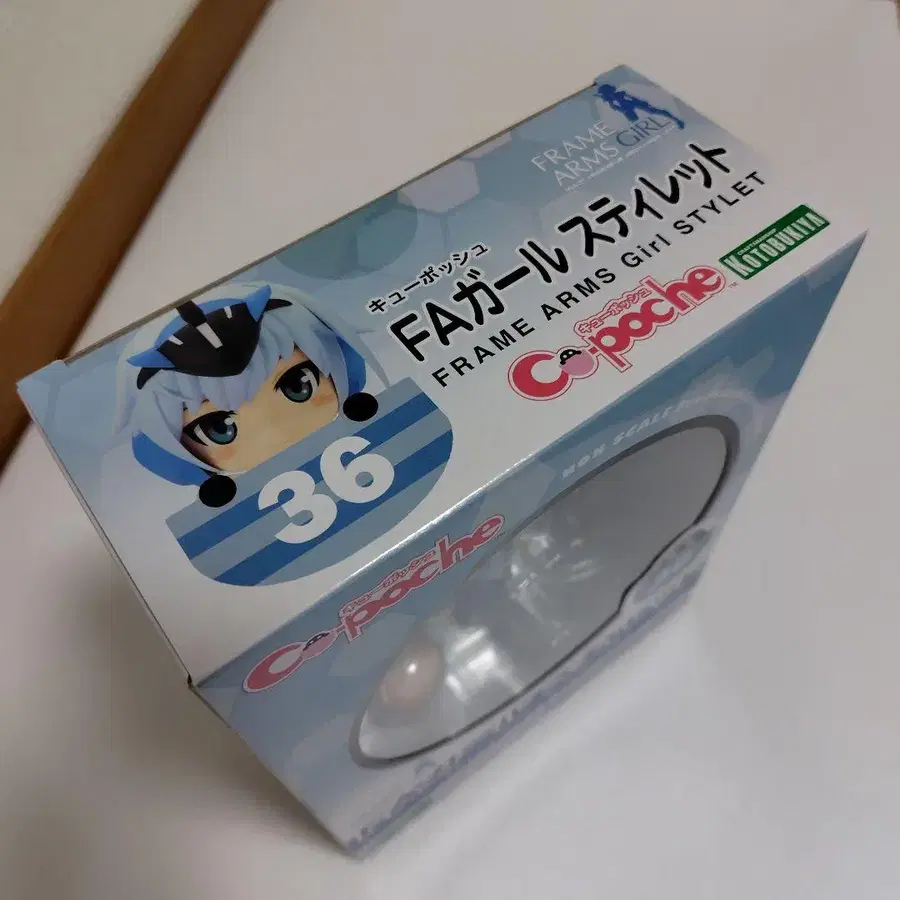 FRAME
ARMS GIRL
キューポッシュ
FAガール スティレット
FRAME ARMS Girl STYLET
キューポッシュ
Cu-poche
KOTOBUKIYA
36
キューポッシュ
Cu-poche
NON SCALE